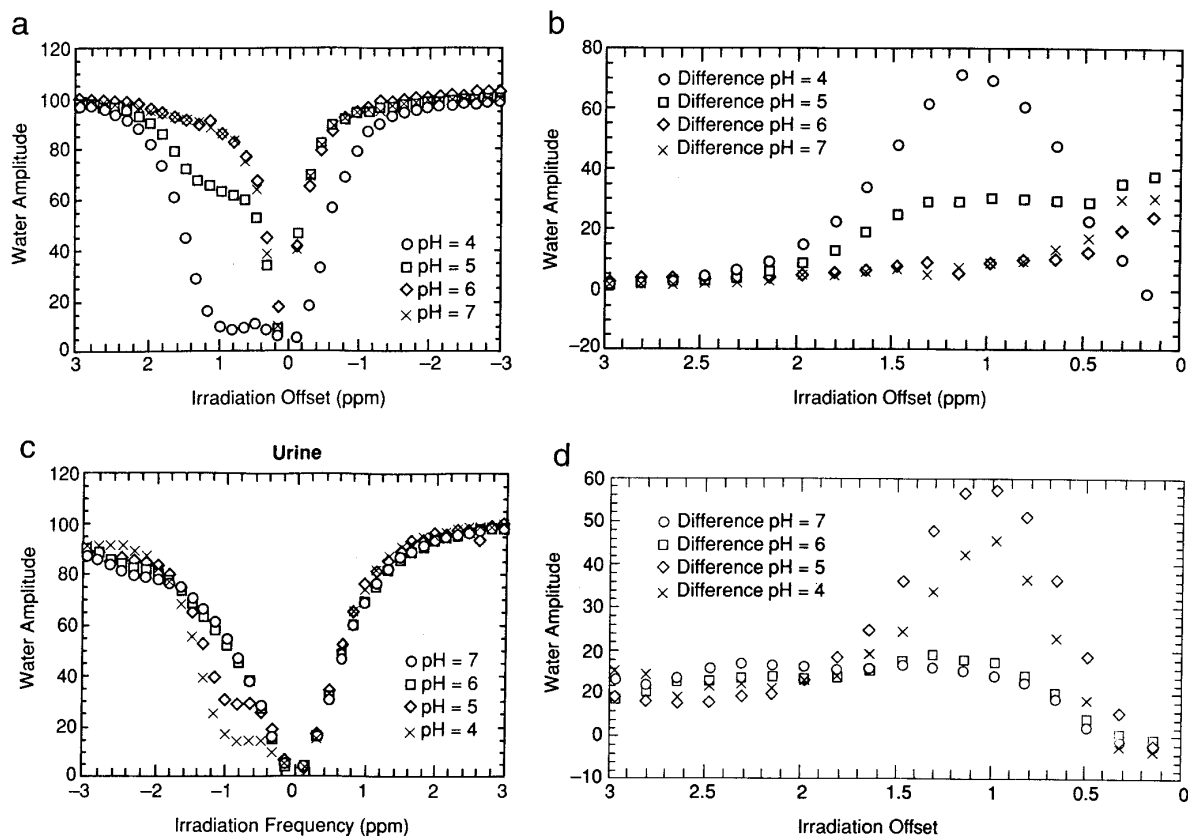 a
120
100
80
60
40
20
0
Water Amplitude
pH = 4
pH = 5
pH = 6
pH = 7
3 2 1 0 −1 −2 −3
Irradiation Offset (ppm)
b
80
60
40
20
0
−20
Water Amplitude
Difference pH = 4
Difference pH = 5
Difference pH = 6
Difference pH = 7
3 2.5 2 1.5 1 0.5 0
Irradiation Offset (ppm)
c
Urine
120
100
80
60
40
20
0
Water Amplitude
pH = 7
pH = 6
pH = 5
pH = 4
−3 −2 −1 0 1 2 3
Irradiation Frequency (ppm)
d
60
50
60
30
20
20
0
−10
Water Amplitude
Difference pH = 7
Difference pH = 6
Difference pH = 5
Difference pH = 4
3 2.5 2 1.5 1 0.5 0
Irradiation Offset